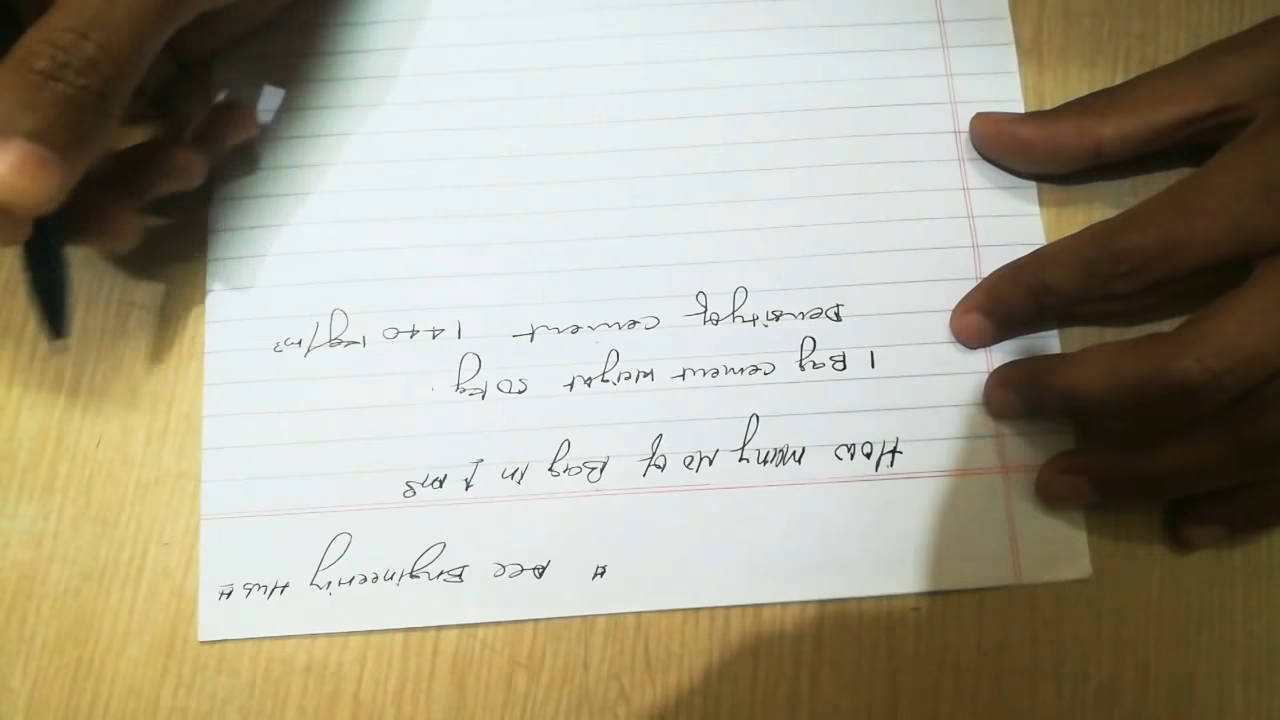 # Acc Engineering Hub #
How many No of Bag in 1 m3
1 Bag cement weight 50 kg.
Density of cement 1440 kg/m3